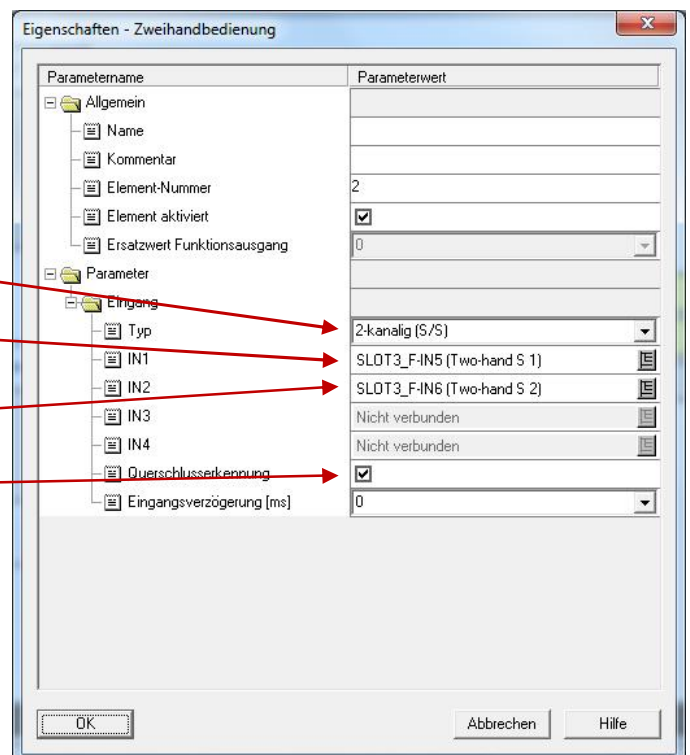 Eigenschaften - Zweihandbedienung
Parametername Parameterwert
Allgemein
Name
Kommentar
Element-Nummer 2
Element aktiviert
Ersatzwert Funktionsausgang 0
Parameter
Eingang
Typ 2-kanalig (S/S)
IN1 SLOT3_F-IN5 (Two-hand S 1)
IN2 SLOT3_F-IN6 (Two-hand S 2)
IN3 Nicht verbunden
IN4 Nicht verbunden
Querschlusserkennung
Eingangsverzögerung [ms] 0
OK Abbrechen Hilfe